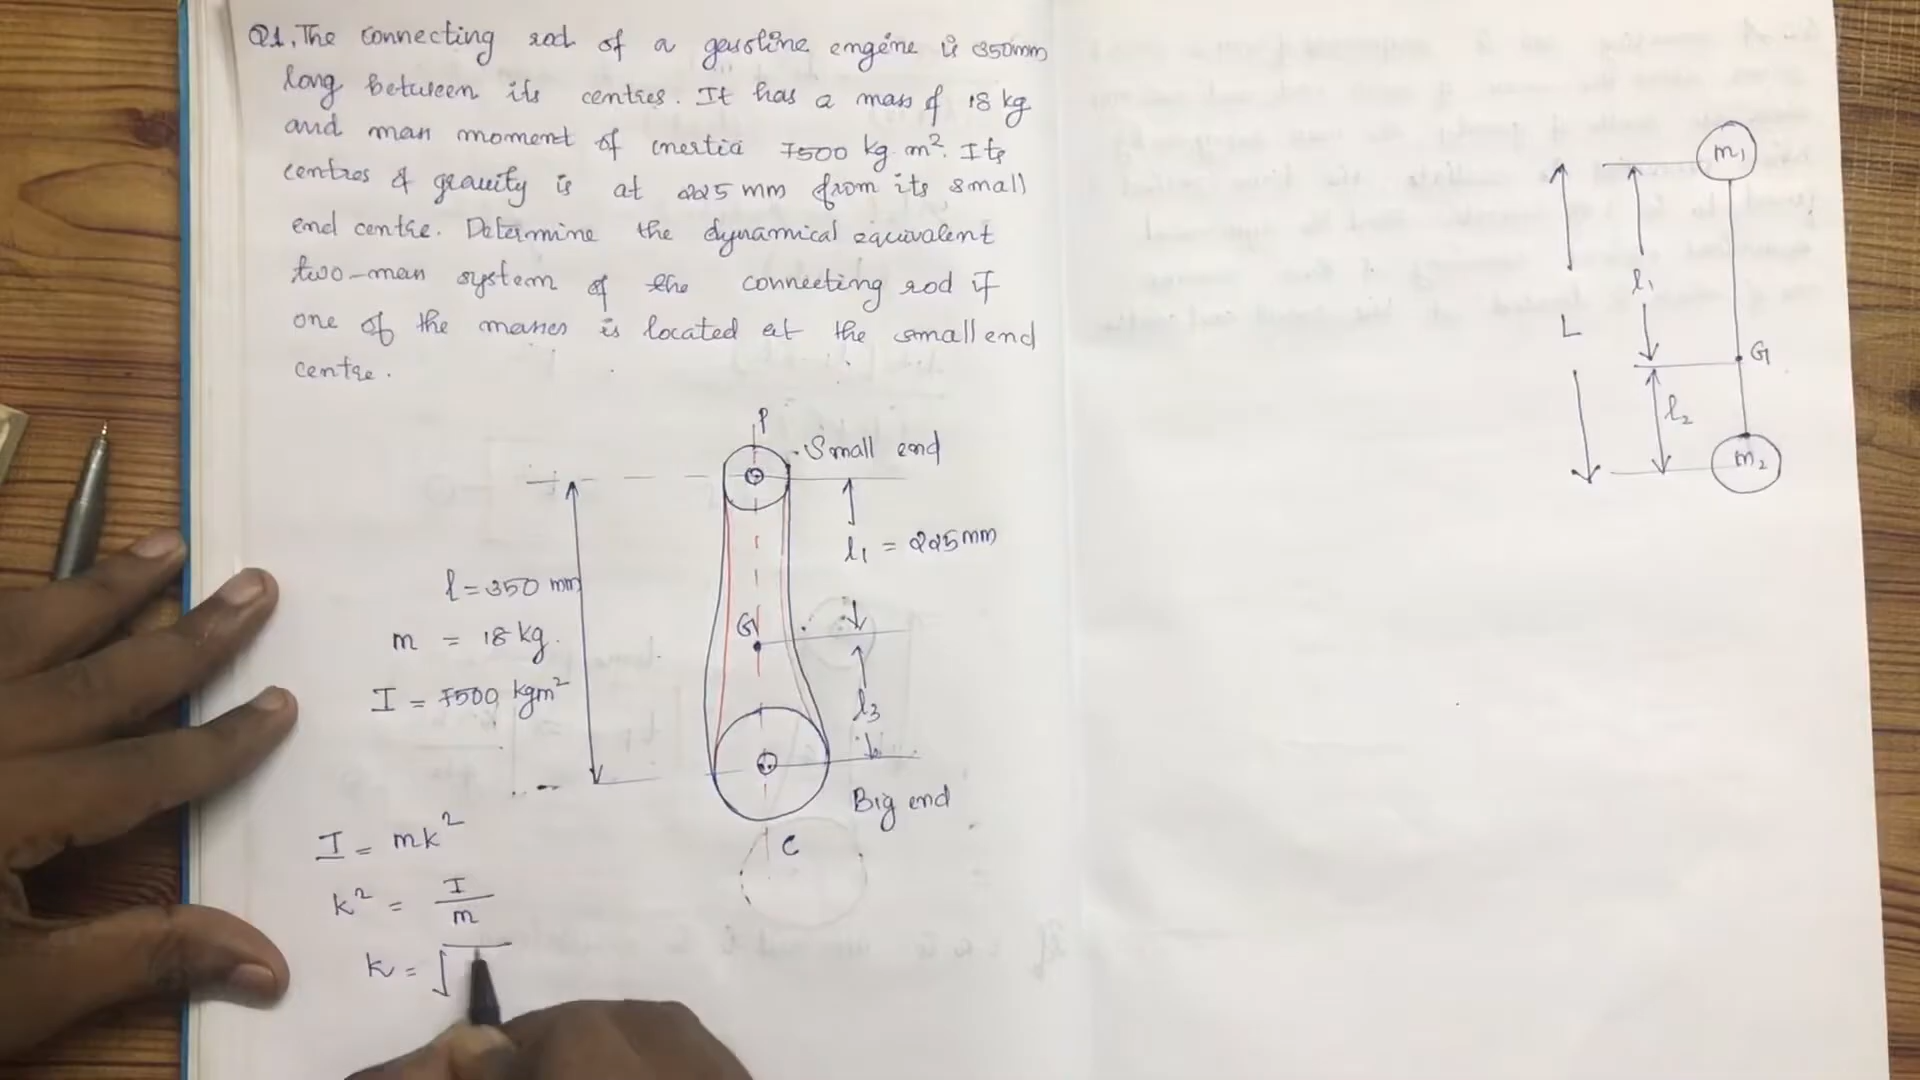 Q1. The connecting rod of a gasoline engine is 350mm
long between its centres. It has a mass of 18 kg
and mass moment of inertia 7500 kg m². Its
centres of gravity is at 225 mm from its small
end centre. Determine the dynamical equivalent
two-mass system of the connecting rod if
one of the masses is located at the small end
centre.
P
Small end
l₁ = 225mm
l = 350 mm
m = 18 kg.
G
I = 7500 kgm²
l₃
Big end
C
I = mk²
k² = I/m
k = √
m₁
l₁
L
G
l₂
m₂